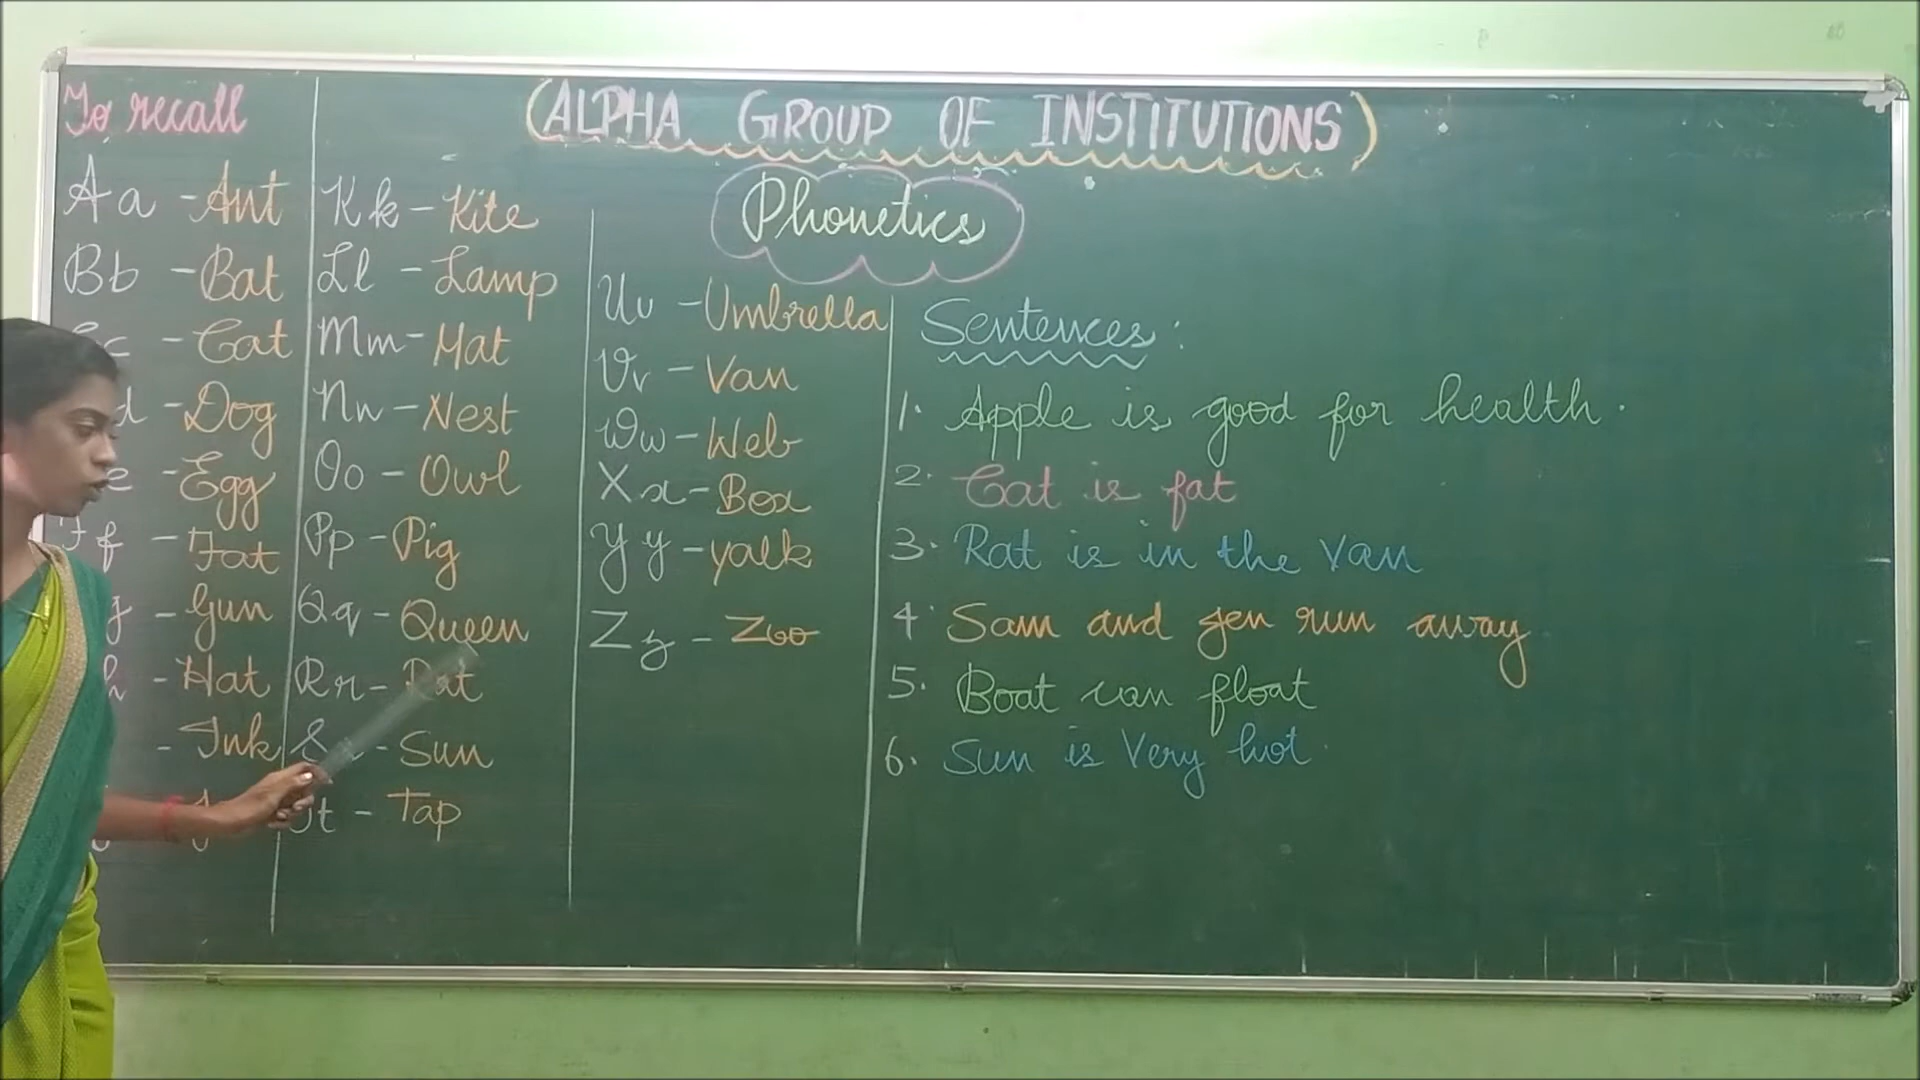 To recall
(ALPHA GROUP OF INSTITUTIONS)
Phonetics
Aa - Ant
Bb - Bat
c - Cat
d - Dog
e - Egg
Ff - Fat
g - Gun
h - Hat
- Ink
Kk - Kite
Ll - Lamp
Mm - Mat
Nn - Nest
Oo - Owl
Pp - Pig
Qq - Queen
Rr - Rat
S - Sun
Tt - Tap
Uu - Umbrella
Vv - Van
Ww - Web
Xx - Box
Yy - yalk
Zz - Zoo
Sentences :
1. Apple is good for health.
2. Cat is fat
3. Rat is in the van
4. Sam and jen run away
5. Boat can float
6. Sun is Very hot.